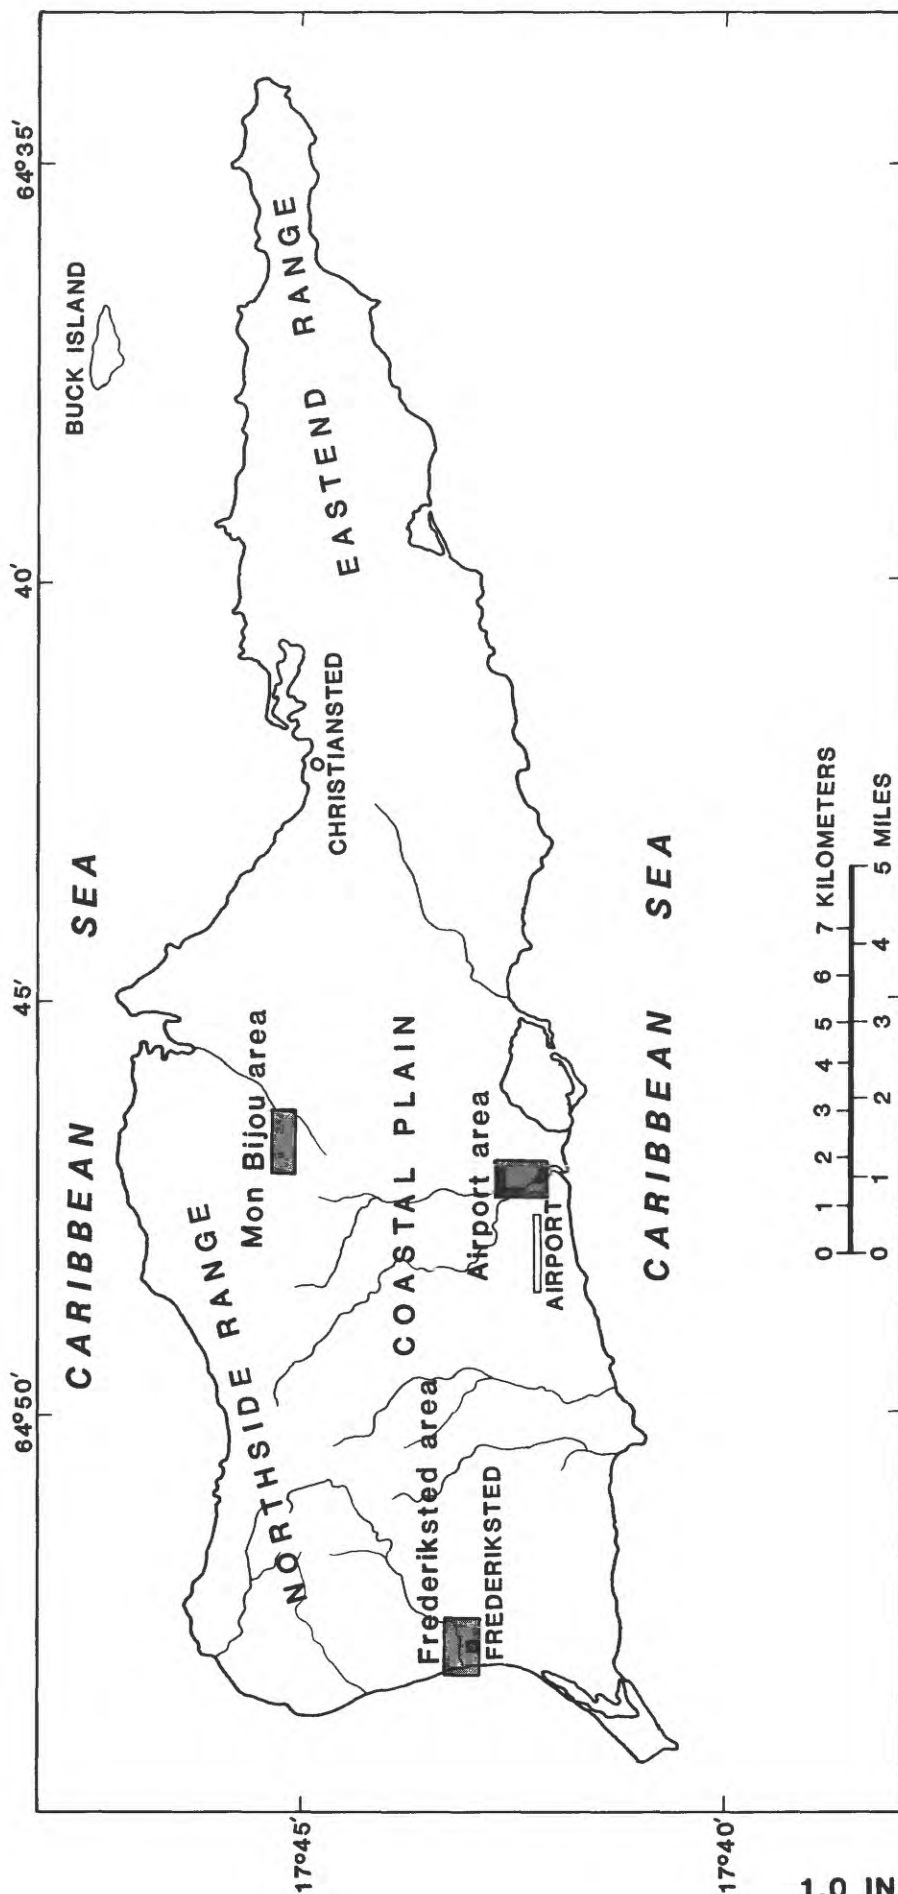 64°50'
45'
40'
64°35'
CARIBBEAN SEA
BUCK ISLAND
NORTHSIDE RANGE
Mon Bijou area
17°45'
CHRISTIANSTED
EASTEND RANGE
COASTAL PLAIN
Frederiksted area
FREDERIKSTED
Airport area
AIRPORT
CARIBBEAN SEA
17°40'
0 1 2 3 4 5 6 7 KILOMETERS
0 1 2 3 4 5 MILES
1.0 IN